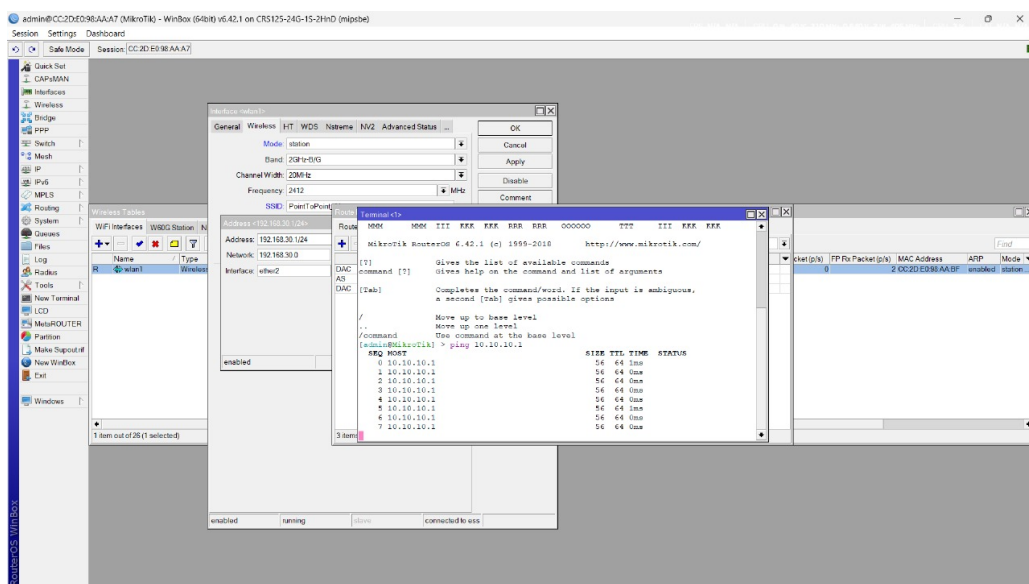 admin@CC:2D:E0:98:AA:A7 (MikroTik) - WinBox (64bit) v6.42.1 on CRS125-24G-1S-2HnD (mipsbe)
Session Settings Dashboard
Safe Mode Session: CC:2D:E0:98:AA:A7
Quick Set
CAPsMAN
Interfaces
Wireless
Bridge
PPP
Switch
Mesh
IP
IPv6
MPLS
Routing
System
Queues
Files
Log
Radius
Tools
New Terminal
LCD
MetaROUTER
Partition
Make Supout.rif
New WinBox
Exit
Windows
RouterOS WinBox
Interface <wlan1>
General Wireless HT WDS Nstreme NV2 Advanced Status ...
Mode: station
Band: 2GHz-B/G
Channel Width: 20MHz
Frequency: 2412 MHz
SSID: PointToPoint
OK
Cancel
Apply
Disable
Comment
enabled running slave connected to ess
Wireless Tables
WiFi Interfaces W60G Station N
Name / Type
R wlan1 Wireless
1 item out of 26 (1 selected)
Address <192.168.30.1/24>
Address: 192.168.30.1/24
Network: 192.168.30.0
Interface: ether2
enabled
Route
Route
DAC
AS
DAC
3 items
Terminal <1>
MMM MMM III KKK KKK RRR RRR OOOOOO TTT III KKK KKK
MikroTik RouterOS 6.42.1 (c) 1999-2018 http://www.mikrotik.com/
[?] Gives the list of available commands
command [?] Gives help on the command and list of arguments
[Tab] Completes the command/word. If the input is ambiguous,
a second [Tab] gives possible options
/ Move up to base level
.. Move up one level
/command Use command at the base level
[admin@MikroTik] > ping 10.10.10.1
SEQ HOST SIZE TTL TIME STATUS
0 10.10.10.1 56 64 1ms
1 10.10.10.1 56 64 0ms
2 10.10.10.1 56 64 0ms
3 10.10.10.1 56 64 0ms
4 10.10.10.1 56 64 0ms
5 10.10.10.1 56 64 1ms
6 10.10.10.1 56 64 0ms
7 10.10.10.1 56 64 0ms
Find
cket (p/s) FP Rx Packet (p/s) MAC Address ARP Mode
0 2 CC:2D:E0:98:AA:BF enabled station...